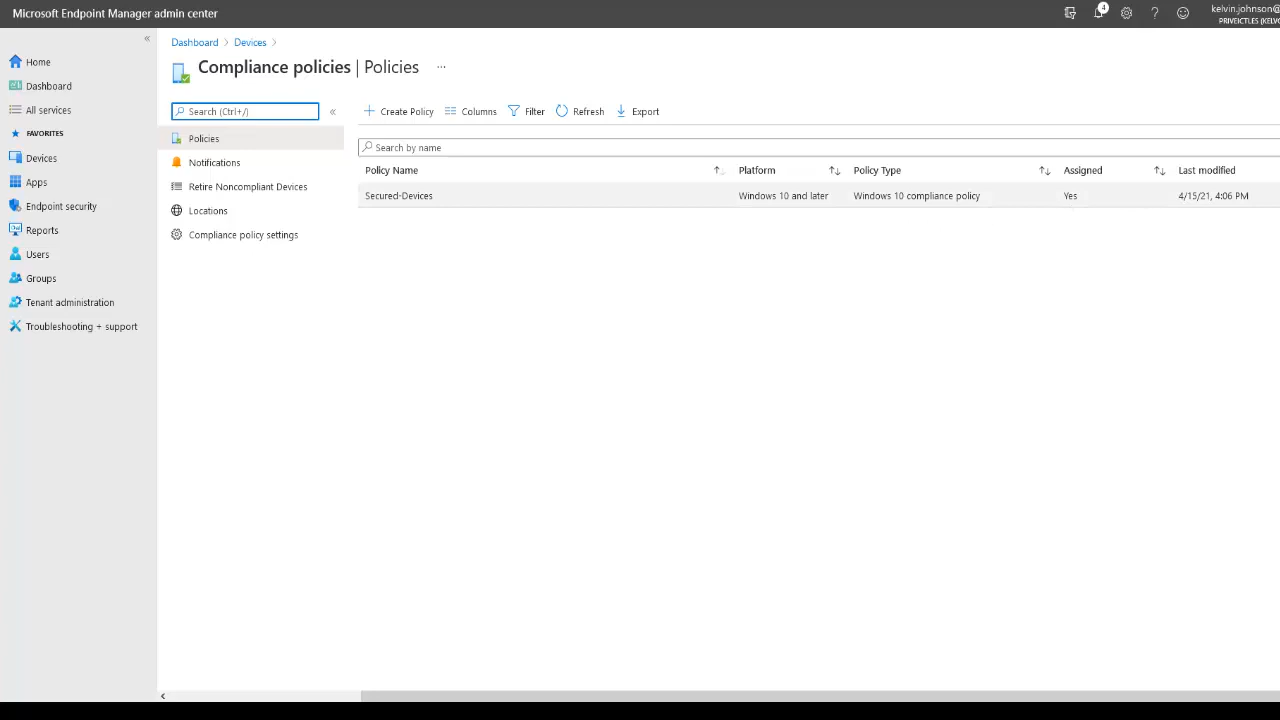 Microsoft Endpoint Manager admin center
4
kelvin.johnson@
PRIVEICTLES (KELV
Home
Dashboard
All services
FAVORITES
Devices
Apps
Endpoint security
Reports
Users
Groups
Tenant administration
Troubleshooting + support
Dashboard > Devices >
Compliance policies | Policies ...
Search (Ctrl+/)
Policies
Notifications
Retire Noncompliant Devices
Locations
Compliance policy settings
Create Policy Columns Filter Refresh Export
Search by name
Policy Name Platform Policy Type Assigned Last modified
Secured-Devices Windows 10 and later Windows 10 compliance policy Yes 4/15/21, 4:06 PM